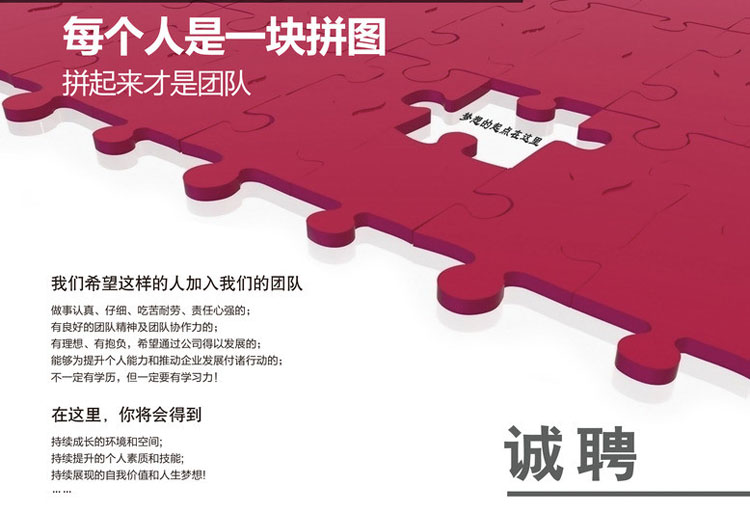 每个人是一块拼图
拼起来才是团队
梦想的起点在这里
我们希望这样的人加入我们的团队
做事认真、仔细、吃苦耐劳、责任心强的；
有良好的团队精神及团队协作力的；
有理想、有抱负，希望通过公司得以发展的；
能够为提升个人能力和推动企业发展付诸行动的；
不一定有学历，但一定要有学习力！
在这里，你将会得到
持续成长的环境和空间;
持续提升的个人素质和技能;
持续展现的自我价值和人生梦想!
……
诚聘